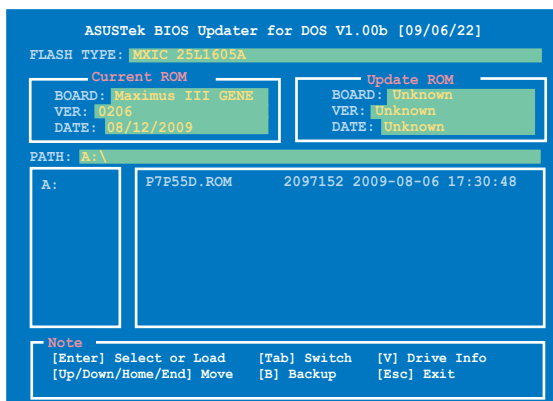 ASUSTek BIOS Updater for DOS V1.00b [09/06/22]
FLASH TYPE: MXIC 25L1605A
Current ROM
BOARD: Maximus III GENE
VER: 0206
DATE: 08/12/2009
Update ROM
BOARD: Unknown
VER: Unknown
DATE: Unknown
PATH: A:\
A:
P7P55D.ROM 2097152 2009-08-06 17:30:48
Note
[Enter] Select or Load [Tab] Switch [V] Drive Info
[Up/Down/Home/End] Move [B] Backup [Esc] Exit